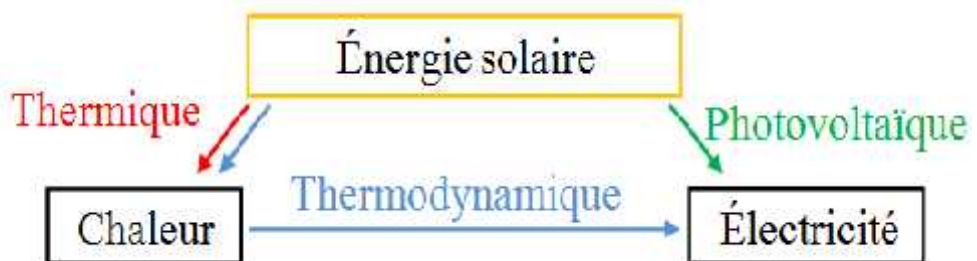 Énergie solaire
Thermique
Photovoltaïque
Thermodynamique
Chaleur
Électricité